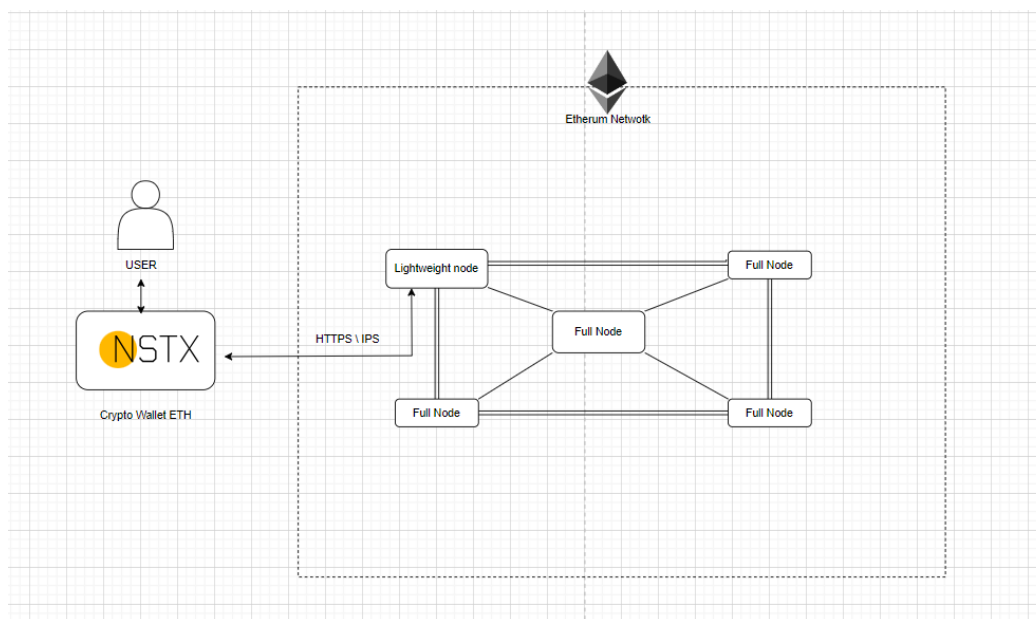 Etherum Netwotk
USER
Lightweight node
Full Node
Full Node
NSTX
HTTPS \ IPS
Crypto Wallet ETH
Full Node
Full Node